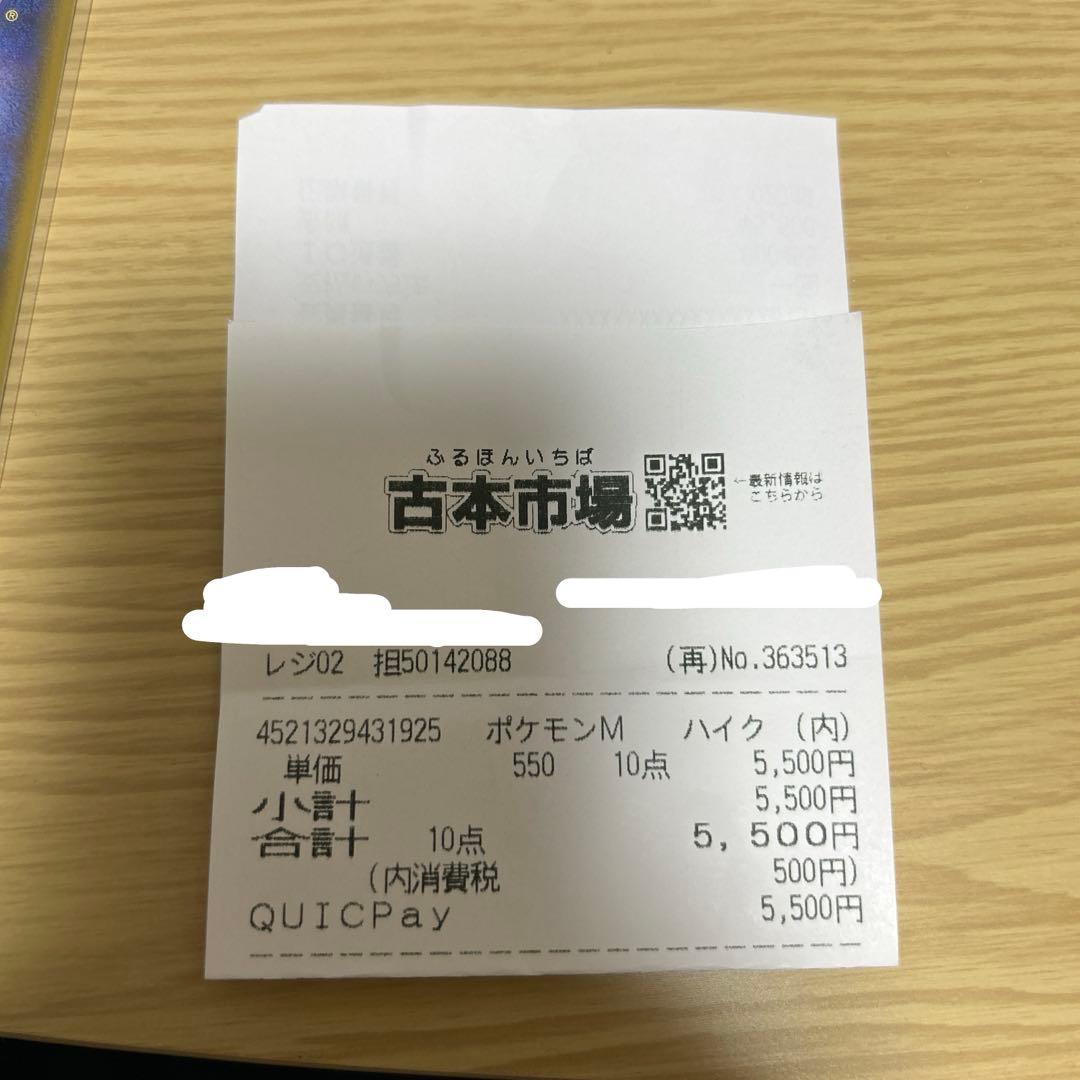 ®
ふるほんいちば
古本市場
←最新情報は
こちらから
レジ02 担50142088 (再)No.363513
4521329431925 ポケモンM ハイク (内)
単価 550 10点 5,500円
小計 5,500円
合計 10点 5,500円
(内消費税 500円)
QUICPay 5,500円